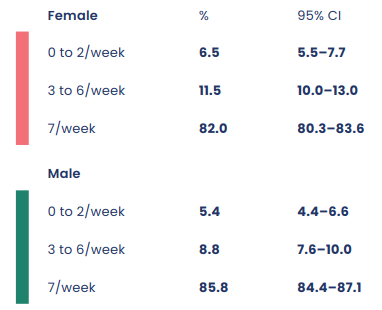 Female % 95% CI
0 to 2/week 6.5 5.5–7.7
3 to 6/week 11.5 10.0–13.0
7/week 82.0 80.3–83.6
Male
0 to 2/week 5.4 4.4–6.6
3 to 6/week 8.8 7.6–10.0
7/week 85.8 84.4–87.1